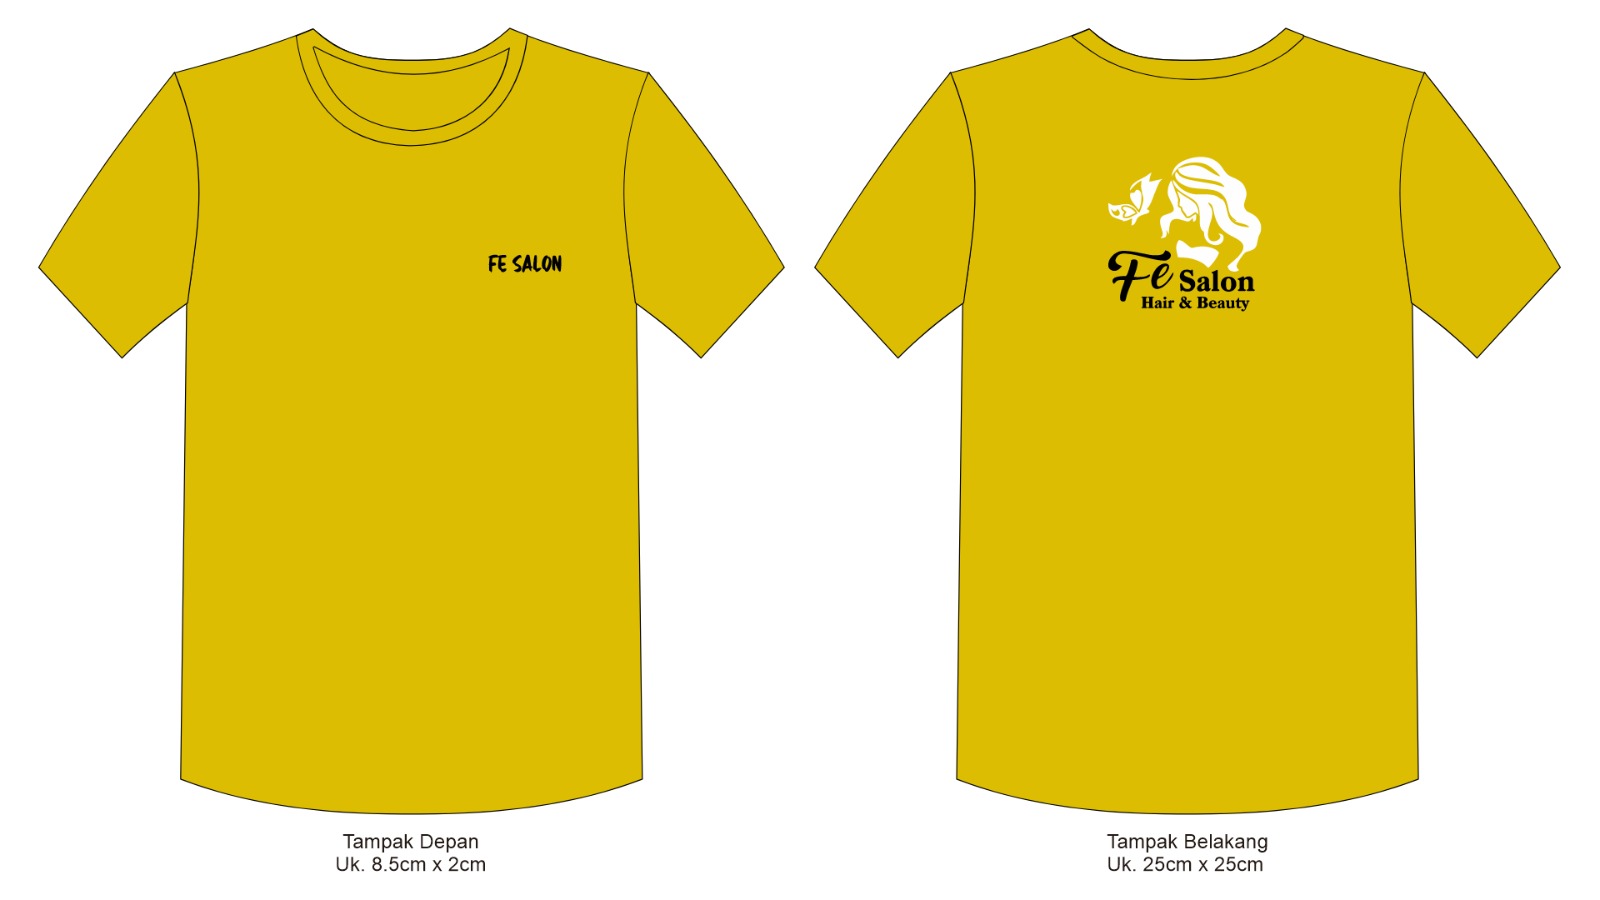 FE SALON
Fe Salon
Hair & Beauty
Tampak Depan
Uk. 8.5cm x 2cm
Tampak Belakang
Uk. 25cm x 25cm